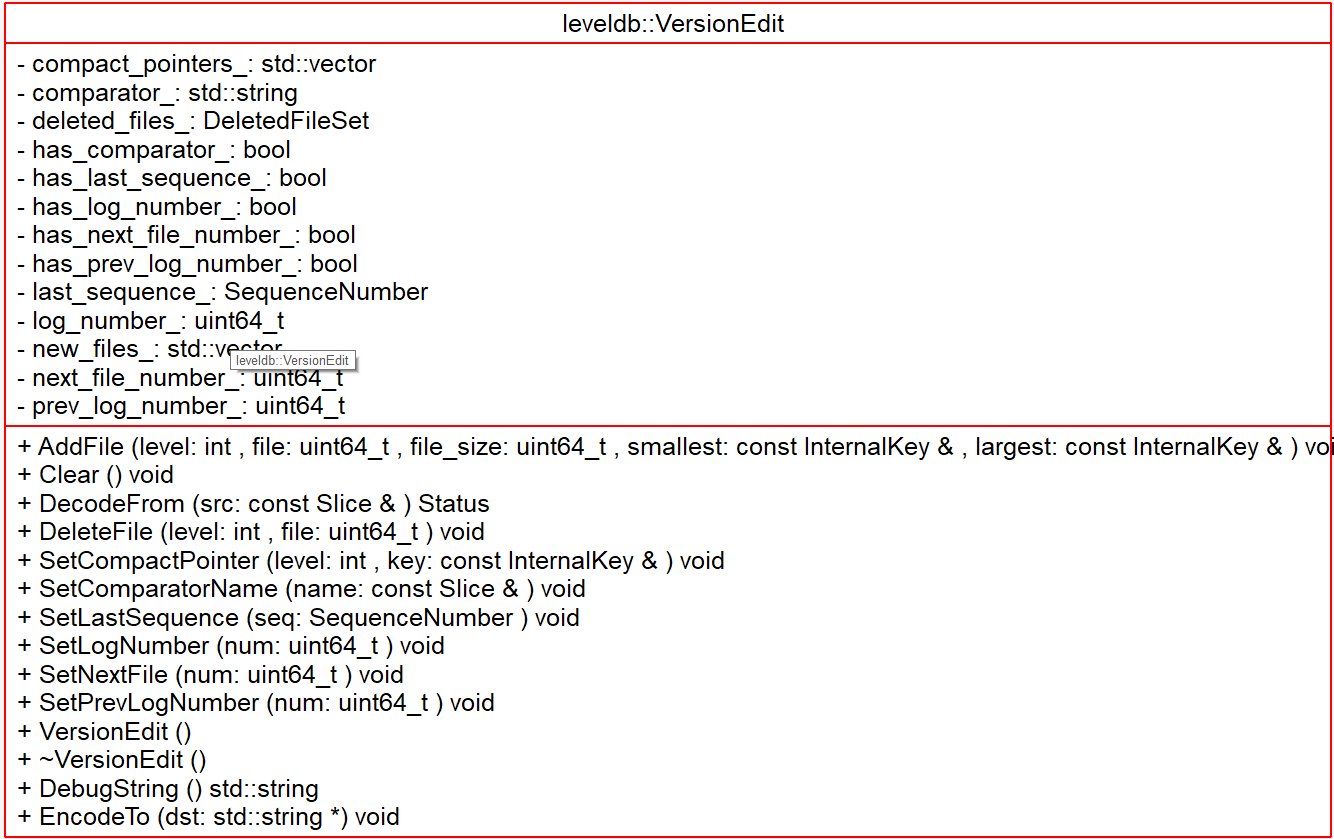 leveldb::VersionEdit
- compact_pointers_: std::vector
- comparator_: std::string
- deleted_files_: DeletedFileSet
- has_comparator_: bool
- has_last_sequence_: bool
- has_log_number_: bool
- has_next_file_number_: bool
- has_prev_log_number_: bool
- last_sequence_: SequenceNumber
- log_number_: uint64_t
- new_files_: std::vector
leveldb::VersionEdit
- next_file_number_: uint64_t
- prev_log_number_: uint64_t
+ AddFile (level: int , file: uint64_t , file_size: uint64_t , smallest: const InternalKey & , largest: const InternalKey & ) voi
+ Clear () void
+ DecodeFrom (src: const Slice & ) Status
+ DeleteFile (level: int , file: uint64_t ) void
+ SetCompactPointer (level: int , key: const InternalKey & ) void
+ SetComparatorName (name: const Slice & ) void
+ SetLastSequence (seq: SequenceNumber ) void
+ SetLogNumber (num: uint64_t ) void
+ SetNextFile (num: uint64_t ) void
+ SetPrevLogNumber (num: uint64_t ) void
+ VersionEdit ()
+ ~VersionEdit ()
+ DebugString () std::string
+ EncodeTo (dst: std::string *) void